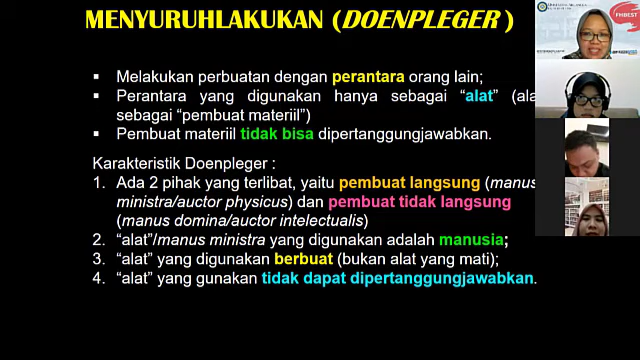 MENYURUHLAKUKAN (DOENPLEGER )
FHBEST
▪ Melakukan perbuatan dengan perantara orang lain;
▪ Perantara yang digunakan hanya sebagai “alat” (ala
sebagai “pembuat materiil”)
▪ Pembuat materiil tidak bisa dipertanggungjawabkan.
Karakteristik Doenpleger :
1. Ada 2 pihak yang terlibat, yaitu pembuat langsung (manus
ministra/auctor physicus) dan pembuat tidak langsung
(manus domina/auctor intelectualis)
2. “alat”/manus ministra yang digunakan adalah manusia;
3. “alat” yang digunakan berbuat (bukan alat yang mati);
4. “alat” yang gunakan tidak dapat dipertanggungjawabkan.